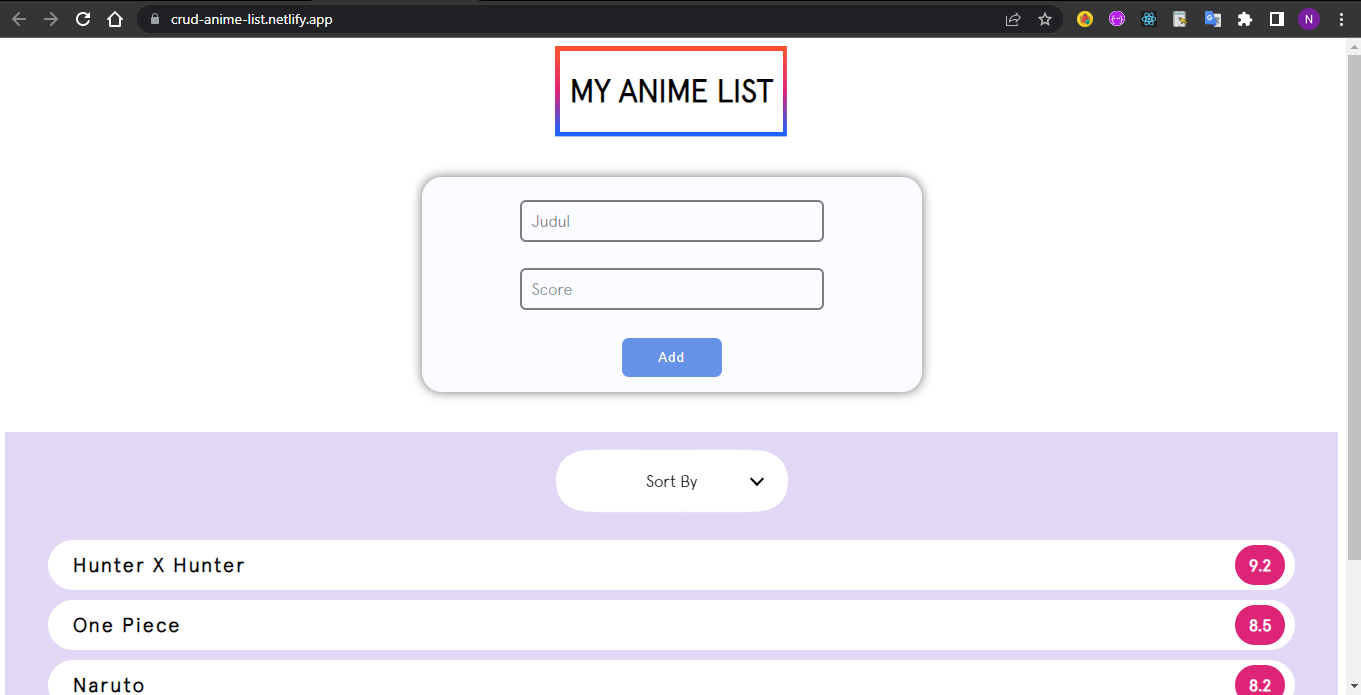 crud-anime-list.netlify.app
N
MY ANIME LIST
Judul
Score
Add
Sort By
Hunter X Hunter 9.2
One Piece 8.5
Naruto 8.2